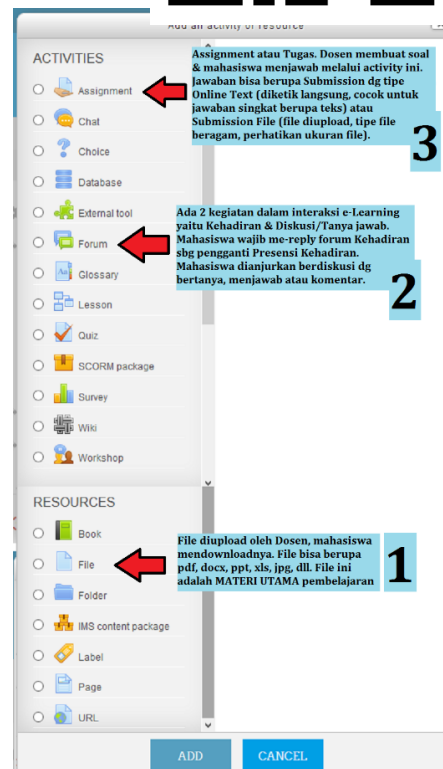 Add an activity or resource
ACTIVITIES
Assignment
Chat
Choice
Database
External tool
Forum
Glossary
Lesson
Quiz
SCORM package
Survey
Wiki
Workshop
RESOURCES
Book
File
Folder
IMS content package
Label
Page
URL
ADD
CANCEL
Assignment atau Tugas. Dosen membuat soal
& mahasiswa menjawab melalui activity ini.
Jawaban bisa berupa Submission dg tipe
Online Text (diketik langsung, cocok untuk
jawaban singkat berupa teks) atau
Submission File (file diupload, tipe file
beragam, perhatikan ukuran file).
3
Ada 2 kegiatan dalam interaksi e-Learning
yaitu Kehadiran & Diskusi/Tanya jawab.
Mahasiswa wajib me-reply forum Kehadiran
sbg pengganti Presensi Kehadiran.
Mahasiswa dianjurkan berdiskusi dg
bertanya, menjawab atau komentar.
2
File diupload oleh Dosen, mahasiswa
mendownloadnya. File bisa berupa
pdf, docx, ppt, xls, jpg, dll. File ini
adalah MATERI UTAMA pembelajaran
1